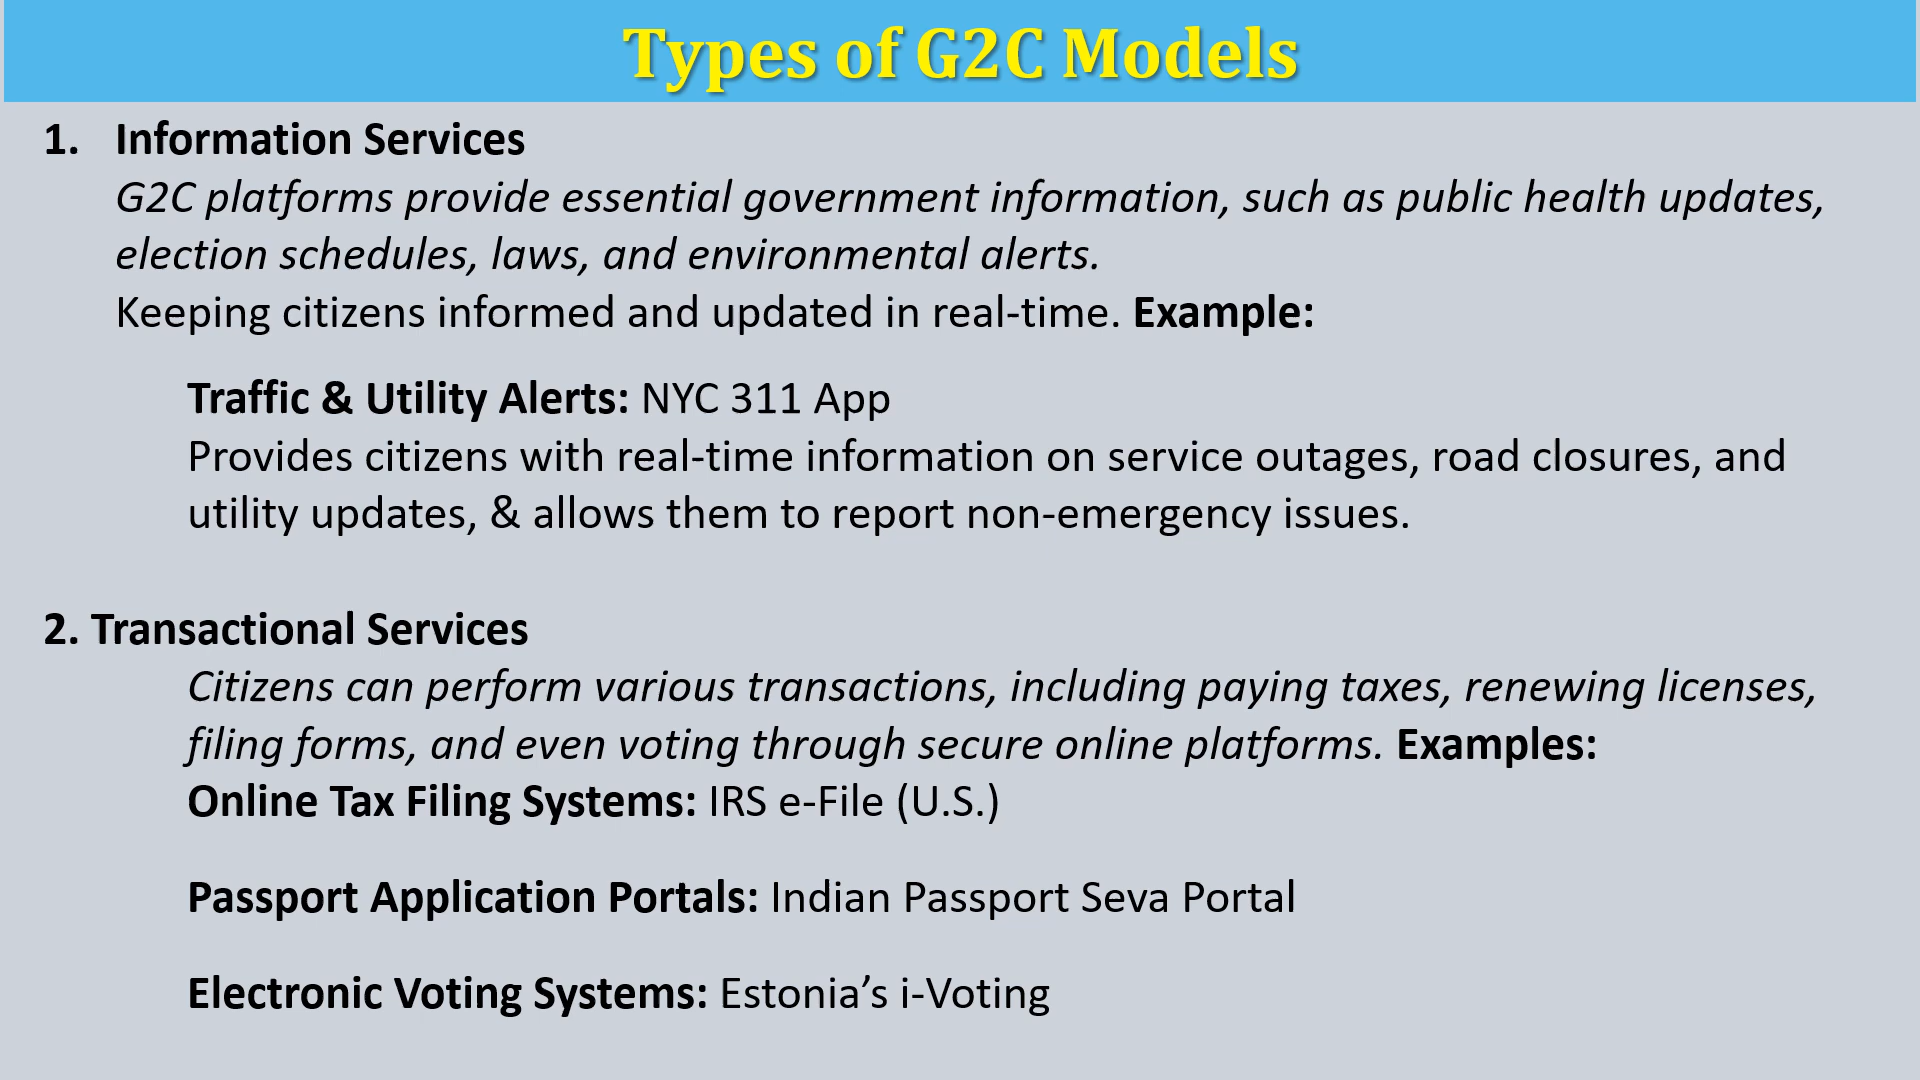 Types of G2C Models
1. Information Services
G2C platforms provide essential government information, such as public health updates,
election schedules, laws, and environmental alerts.
Keeping citizens informed and updated in real-time. Example:
Traffic & Utility Alerts: NYC 311 App
Provides citizens with real-time information on service outages, road closures, and
utility updates, & allows them to report non-emergency issues.
2. Transactional Services
Citizens can perform various transactions, including paying taxes, renewing licenses,
filing forms, and even voting through secure online platforms. Examples:
Online Tax Filing Systems: IRS e-File (U.S.)
Passport Application Portals: Indian Passport Seva Portal
Electronic Voting Systems: Estonia’s i-Voting